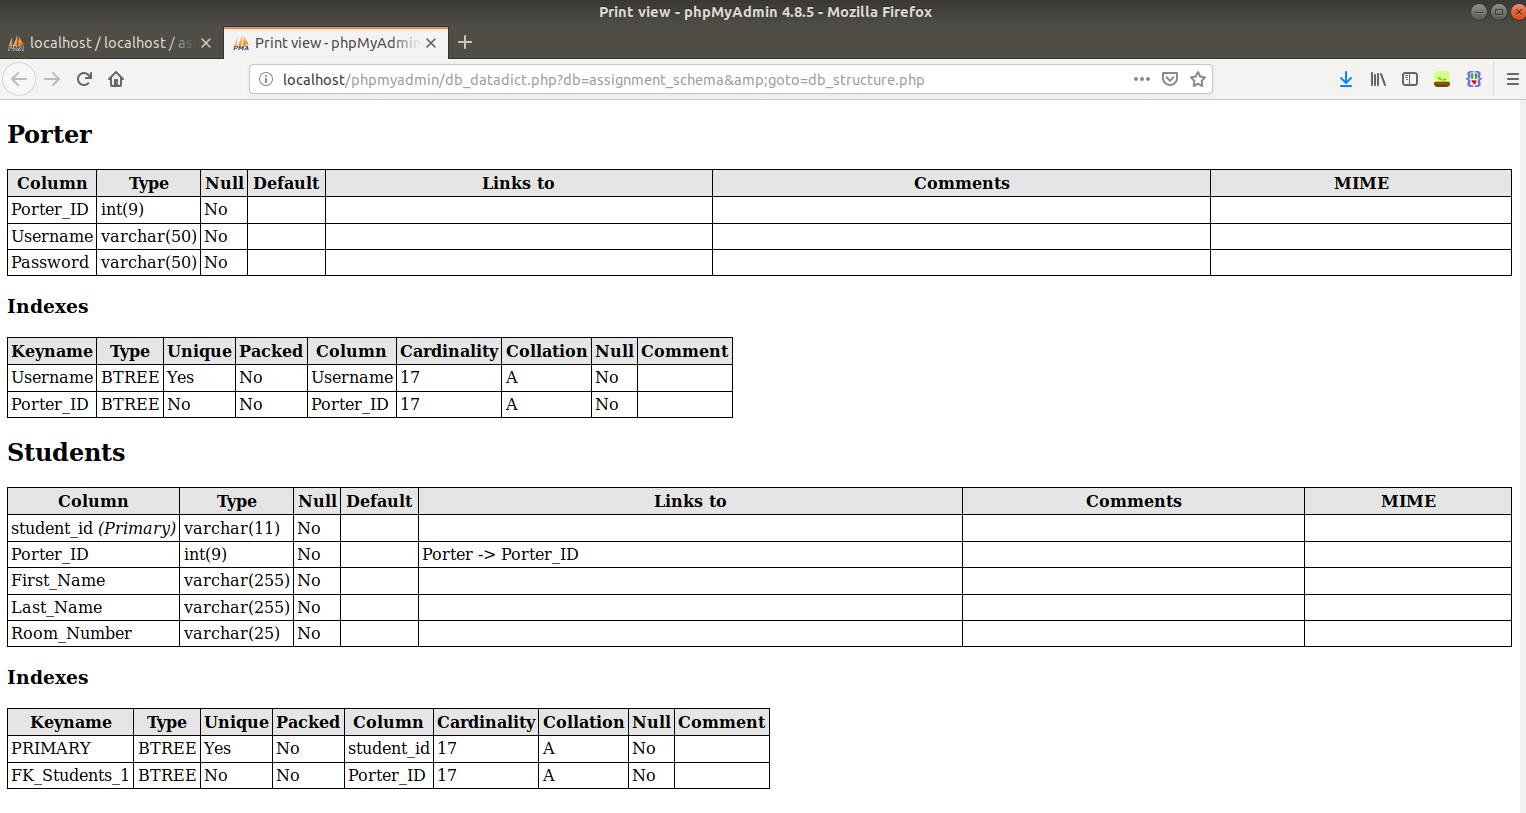 Print view - phpMyAdmin 4.8.5 - Mozilla Firefox
localhost / localhost / as
Print view - phpMyAdmin
localhost/phpmyadmin/db_datadict.php?db=assignment_schema&amp;goto=db_structure.php
Porter
Column Type Null Default Links to Comments MIME
Porter_ID int(9) No
Username varchar(50) No
Password varchar(50) No
Indexes
Keyname Type Unique Packed Column Cardinality Collation Null Comment
Username BTREE Yes No Username 17 A No
Porter_ID BTREE No No Porter_ID 17 A No
Students
Column Type Null Default Links to Comments MIME
student_id (Primary) varchar(11) No
Porter_ID int(9) No Porter -> Porter_ID
First_Name varchar(255) No
Last_Name varchar(255) No
Room_Number varchar(25) No
Indexes
Keyname Type Unique Packed Column Cardinality Collation Null Comment
PRIMARY BTREE Yes No student_id 17 A No
FK_Students_1 BTREE No No Porter_ID 17 A No